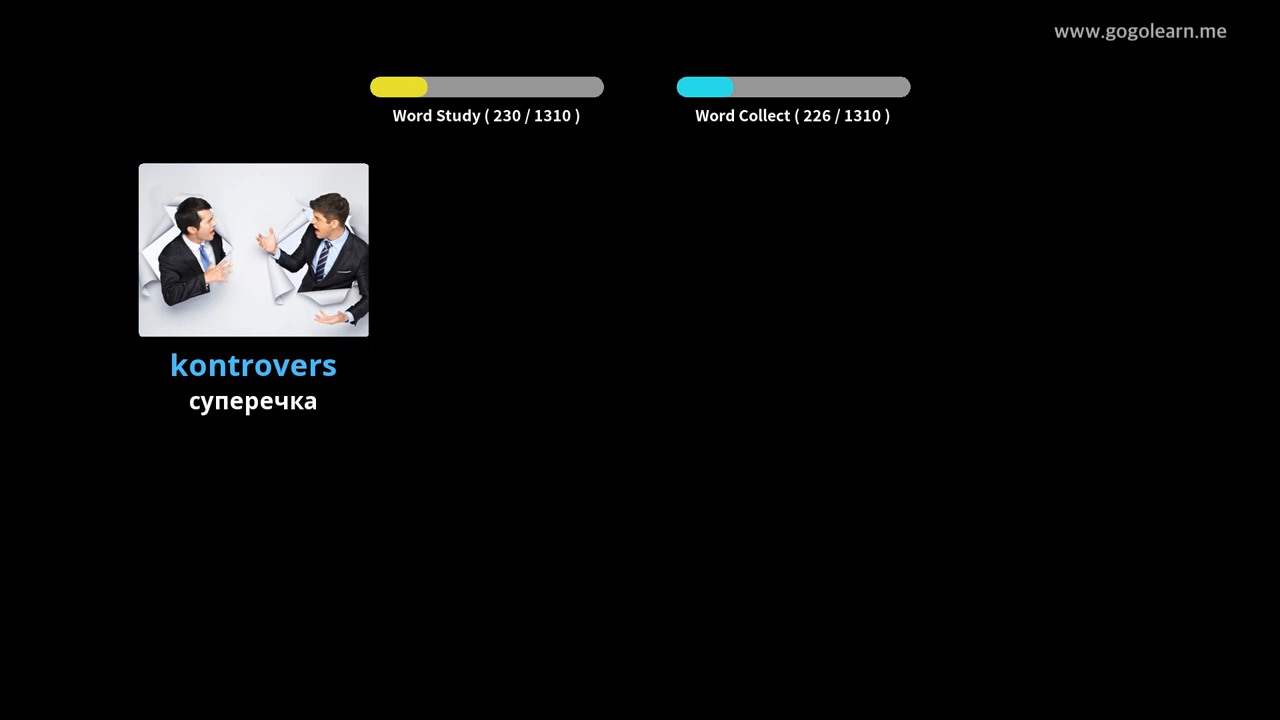 www.gogolearn.me
Word Study ( 230 / 1310 )
Word Collect ( 226 / 1310 )
kontrovers
суперечка